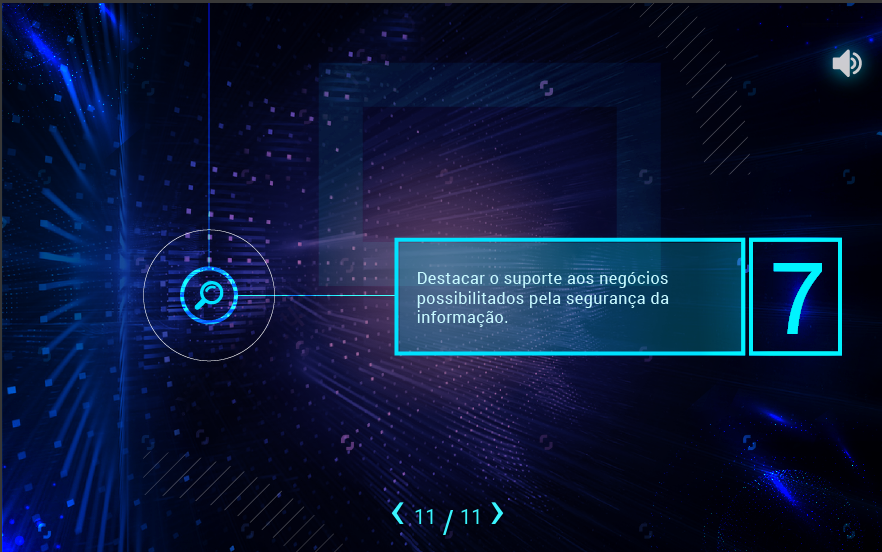 Destacar o suporte aos negócios
possibilitados pela segurança da
informação.
7
11 / 11